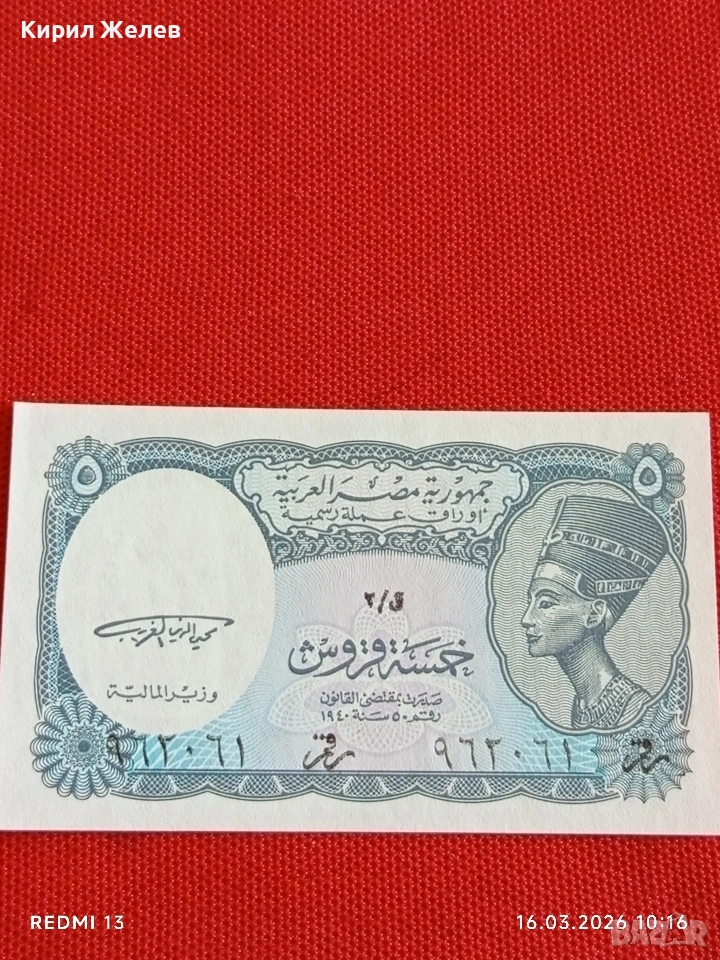 Кирил Желев
٥
٥
جمهورية مصر العربية
أوراق عملة رسمية
٢/ق
خمسة قروش
صدرت بمقتضى القانون
رقم ٥٠ سنة ١٩٤٠
وزير المالية
رقم ٩٦٢٠٦١ رقم ٩٦٢٠٦١
REDMI 13
16.03.2026 10:16
BAZAR